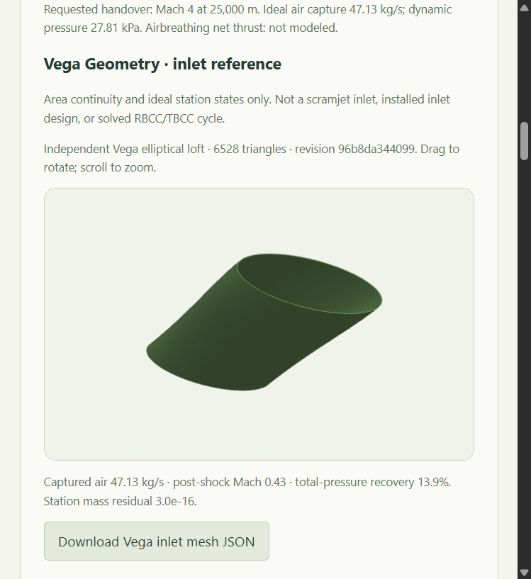 Requested handover: Mach 4 at 25,000 m. Ideal air capture 47.13 kg/s; dynamic
pressure 27.81 kPa. Airbreathing net thrust: not modeled.
Vega Geometry · inlet reference
Area continuity and ideal station states only. Not a scramjet inlet, installed inlet
design, or solved RBCC/TBCC cycle.
Independent Vega elliptical loft · 6528 triangles · revision 96b8da344099. Drag to
rotate; scroll to zoom.
Captured air 47.13 kg/s · post-shock Mach 0.43 · total-pressure recovery 13.9%.
Station mass residual 3.0e-16.
Download Vega inlet mesh JSON